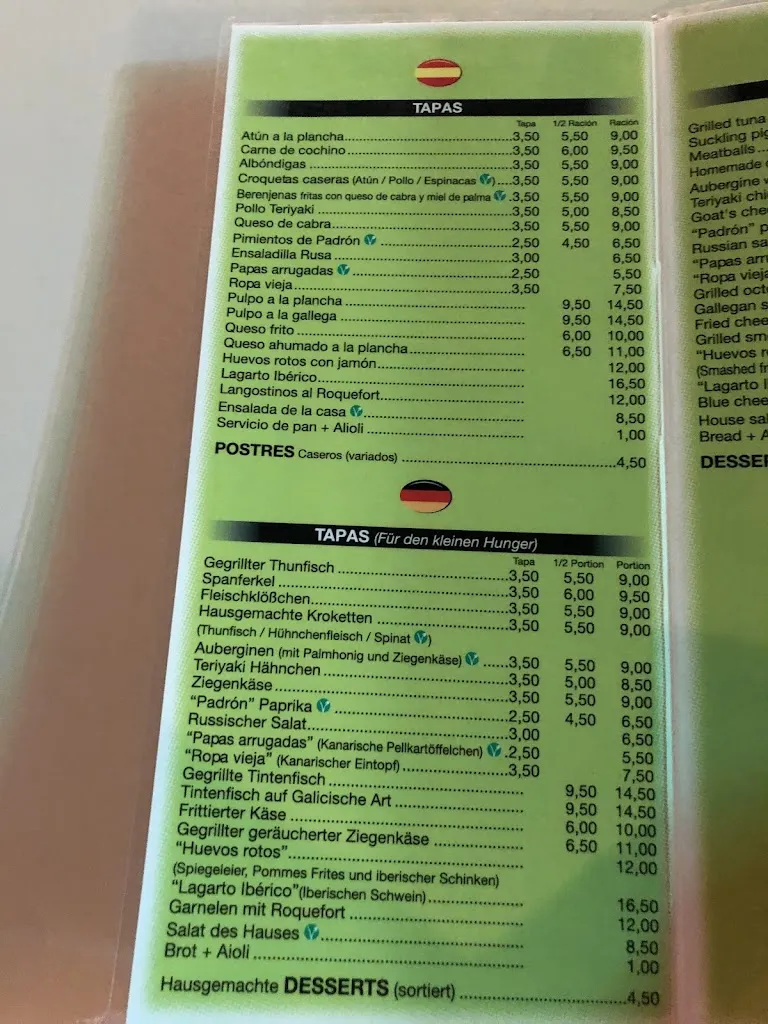 TAPAS
Tapa 1/2 Ración Ración
Atún a la plancha 3,50 5,50 9,00
Carne de cochino 3,50 6,00 9,50
Albóndigas 3,50 5,50 9,00
Croquetas caseras (Atún / Pollo / Espinacas V) 3,50 5,50 9,00
Berenjenas fritas con queso de cabra y miel de palma V 3,50 5,50 9,00
Pollo Teriyaki 3,50 5,00 8,50
Queso de cabra 3,50 5,50 9,00
Pimientos de Padrón V 2,50 4,50 6,50
Ensaladilla Rusa 3,00 6,50
Papas arrugadas V 2,50 5,50
Ropa vieja 3,50 7,50
Pulpo a la plancha 9,50 14,50
Pulpo a la gallega 9,50 14,50
Queso frito 6,00 10,00
Queso ahumado a la plancha 6,50 11,00
Huevos rotos con jamón 12,00
Lagarto Ibérico 16,50
Langostinos al Roquefort 12,00
Ensalada de la casa V 8,50
Servicio de pan + Alioli 1,00
POSTRES Caseros (variados) 4,50
TAPAS (Für den kleinen Hunger)
Tapa 1/2 Portion Portion
Gegrillter Thunfisch 3,50 5,50 9,00
Spanferkel 3,50 6,00 9,50
Fleischklößchen 3,50 5,50 9,00
Hausgemachte Kroketten 3,50 5,50 9,00
(Thunfisch / Hühnchenfleisch / Spinat V)
Auberginen (mit Palmhonig und Ziegenkäse) V 3,50 5,50 9,00
Teriyaki Hähnchen 3,50 5,00 8,50
Ziegenkäse 3,50 5,50 9,00
“Padrón” Paprika V 2,50 4,50 6,50
Russischer Salat 3,00 6,50
“Papas arrugadas” (Kanarische Pellkartöffelchen) V 2,50 5,50
“Ropa vieja” (Kanarischer Eintopf) 3,50 7,50
Gegrillte Tintenfisch 9,50 14,50
Tintenfisch auf Galicische Art 9,50 14,50
Frittierter Käse 6,00 10,00
Gegrillter geräucherter Ziegenkäse 6,50 11,00
“Huevos rotos” 12,00
(Spiegeleier, Pommes Frites und iberischer Schinken)
“Lagarto Ibérico”(Iberischen Schwein) 16,50
Garnelen mit Roquefort 12,00
Salat des Hauses V 8,50
Brot + Aioli 1,00
Hausgemachte DESSERTS (sortiert) 4,50
Grilled tuna
Suckling
Meatballs
Homemade
Aubergine
Teriyaki
Goat's
“Padrón”
Russian
“Papas
“Ropa
Grilled
Gallegan
Fried
Grilled
“Huevos
(Smashed
“Lagarto
Blue
House
Bread +